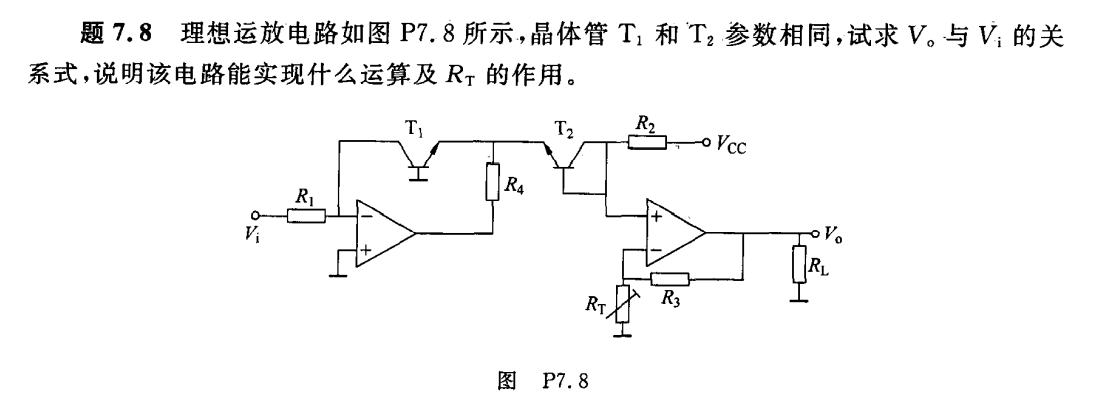 题 7.8 理想运放电路如图 P7.8 所示,晶体管 T₁ 和 T₂ 参数相同,试求 Vₒ 与 Vᵢ 的关
系式,说明该电路能实现什么运算及 R_T 的作用。
T₁ T₂ R₂ V_CC
R₄
R₁
Vᵢ
Vₒ
R_L
R_T R₃
图 P7.8